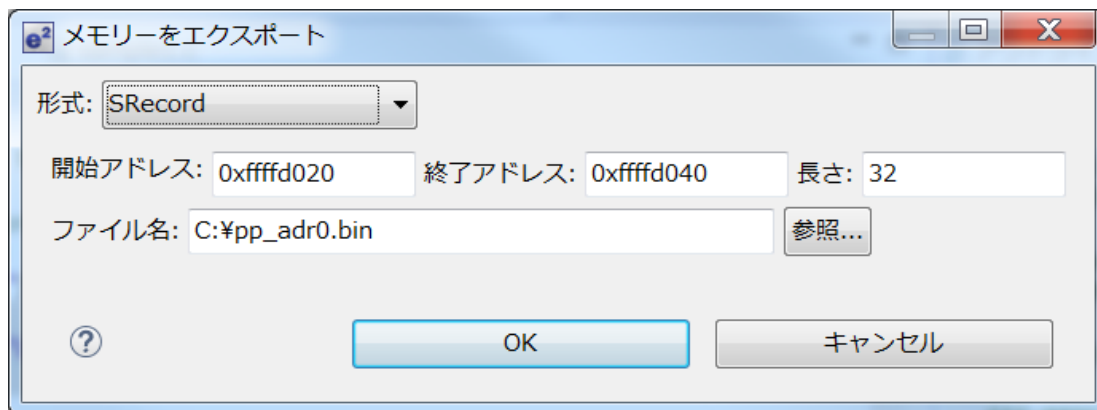 e² メモリーをエクスポート
形式: SRecord
開始アドレス: 0xffffd020 終了アドレス: 0xffffd040 長さ: 32
ファイル名: C:¥pp_adr0.bin 参照...
? OK キャンセル